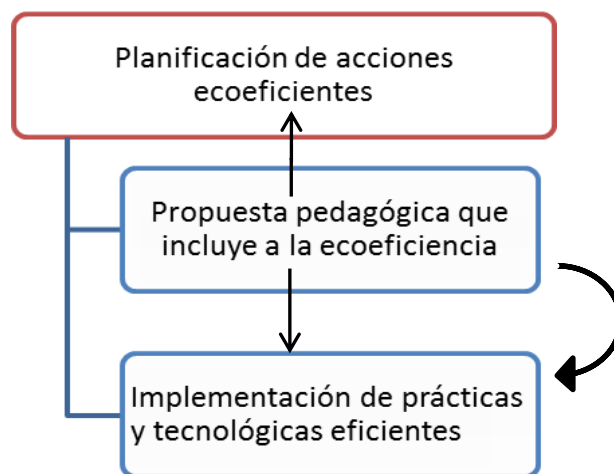 Planificación de acciones
ecoeficientes
Propuesta pedagógica que
incluye a la ecoeficiencia
Implementación de prácticas
y tecnológicas eficientes